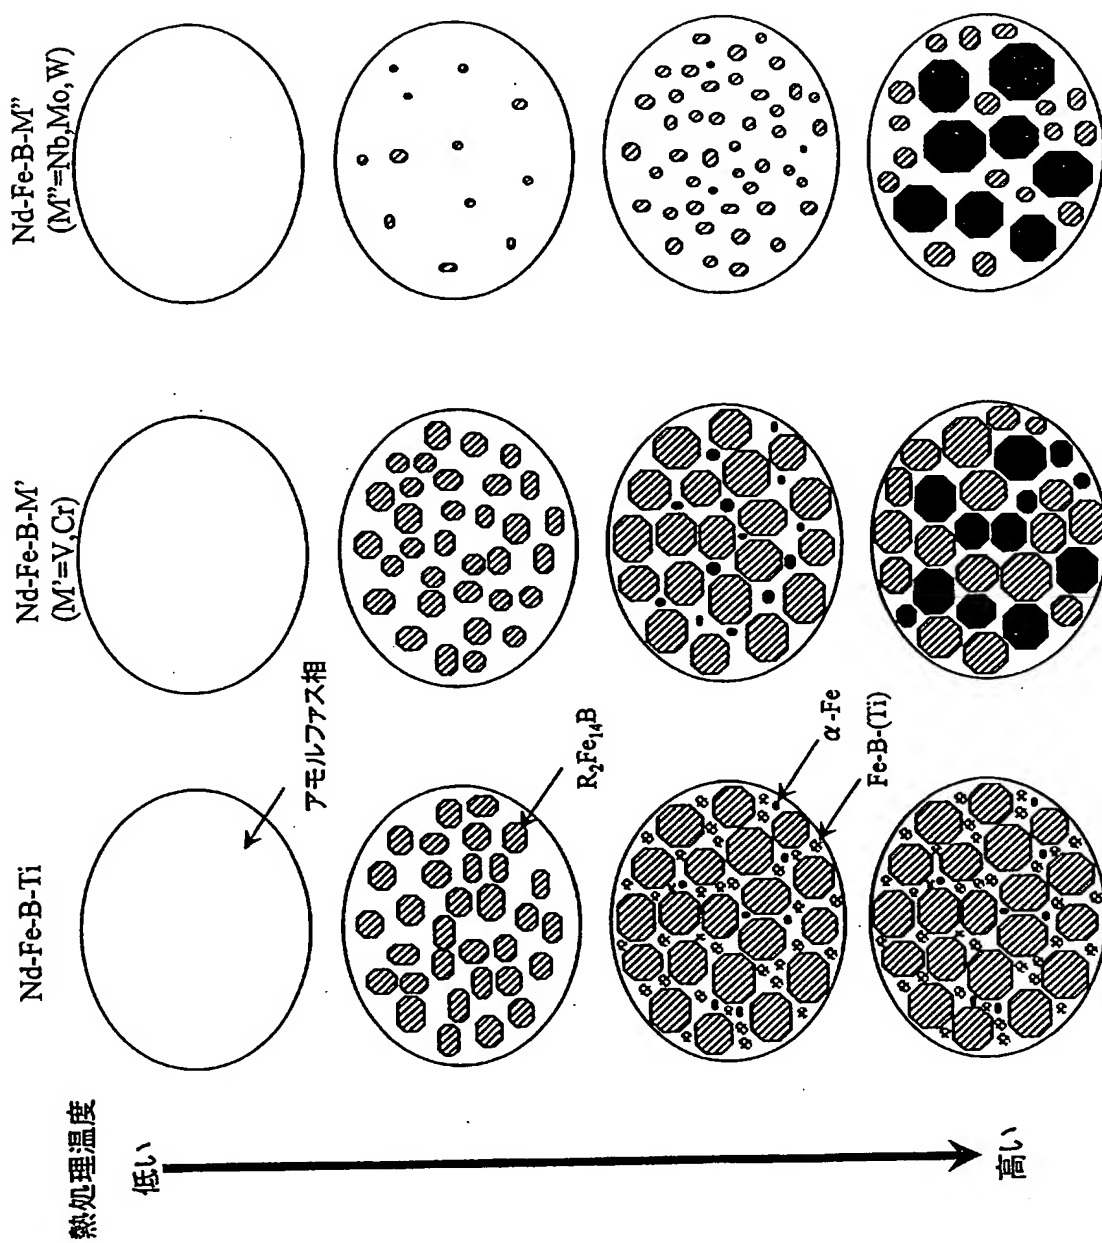 熱処理温度
低い
高い
Nd-Fe-B-Ti
アモルファス相
R₂Fe₁₄B
α-Fe
Fe-B-(Ti)
Nd-Fe-B-M'
(M'=V,Cr)
Nd-Fe-B-M"
(M"=Nb,Mo,W)